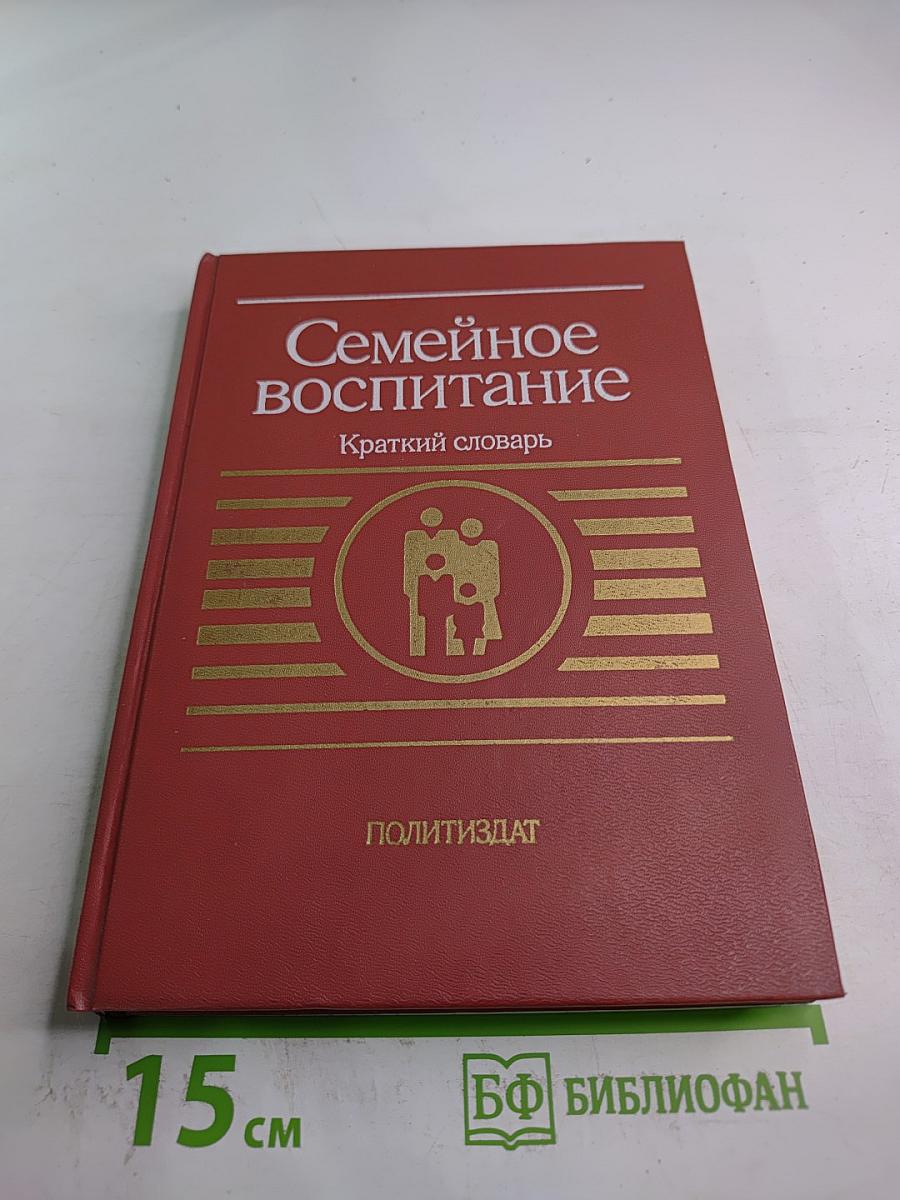 Семейное
воспитание
Краткий словарь
ПОЛИТИЗДАТ
15 см
БФ БИБЛИОФАН